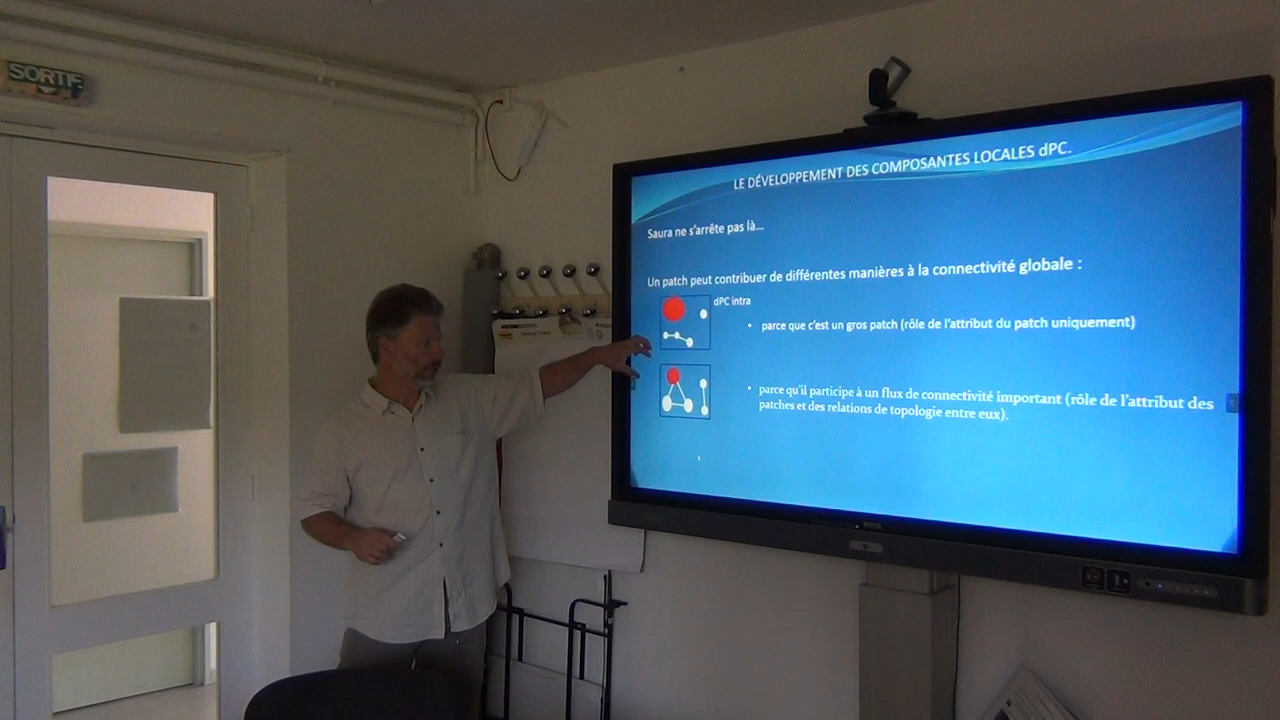 SORTIE
LE DÉVELOPPEMENT DES COMPOSANTES LOCALES dPC.
Saura ne s'arrête pas là...
Un patch peut contribuer de différentes manières à la connectivité globale :
dPC intra
• parce que c'est un gros patch (rôle de l'attribut du patch uniquement)
• parce qu'il participe à un flux de connectivité important (rôle de l'attribut des
patches et des relations de topologie entre eux).